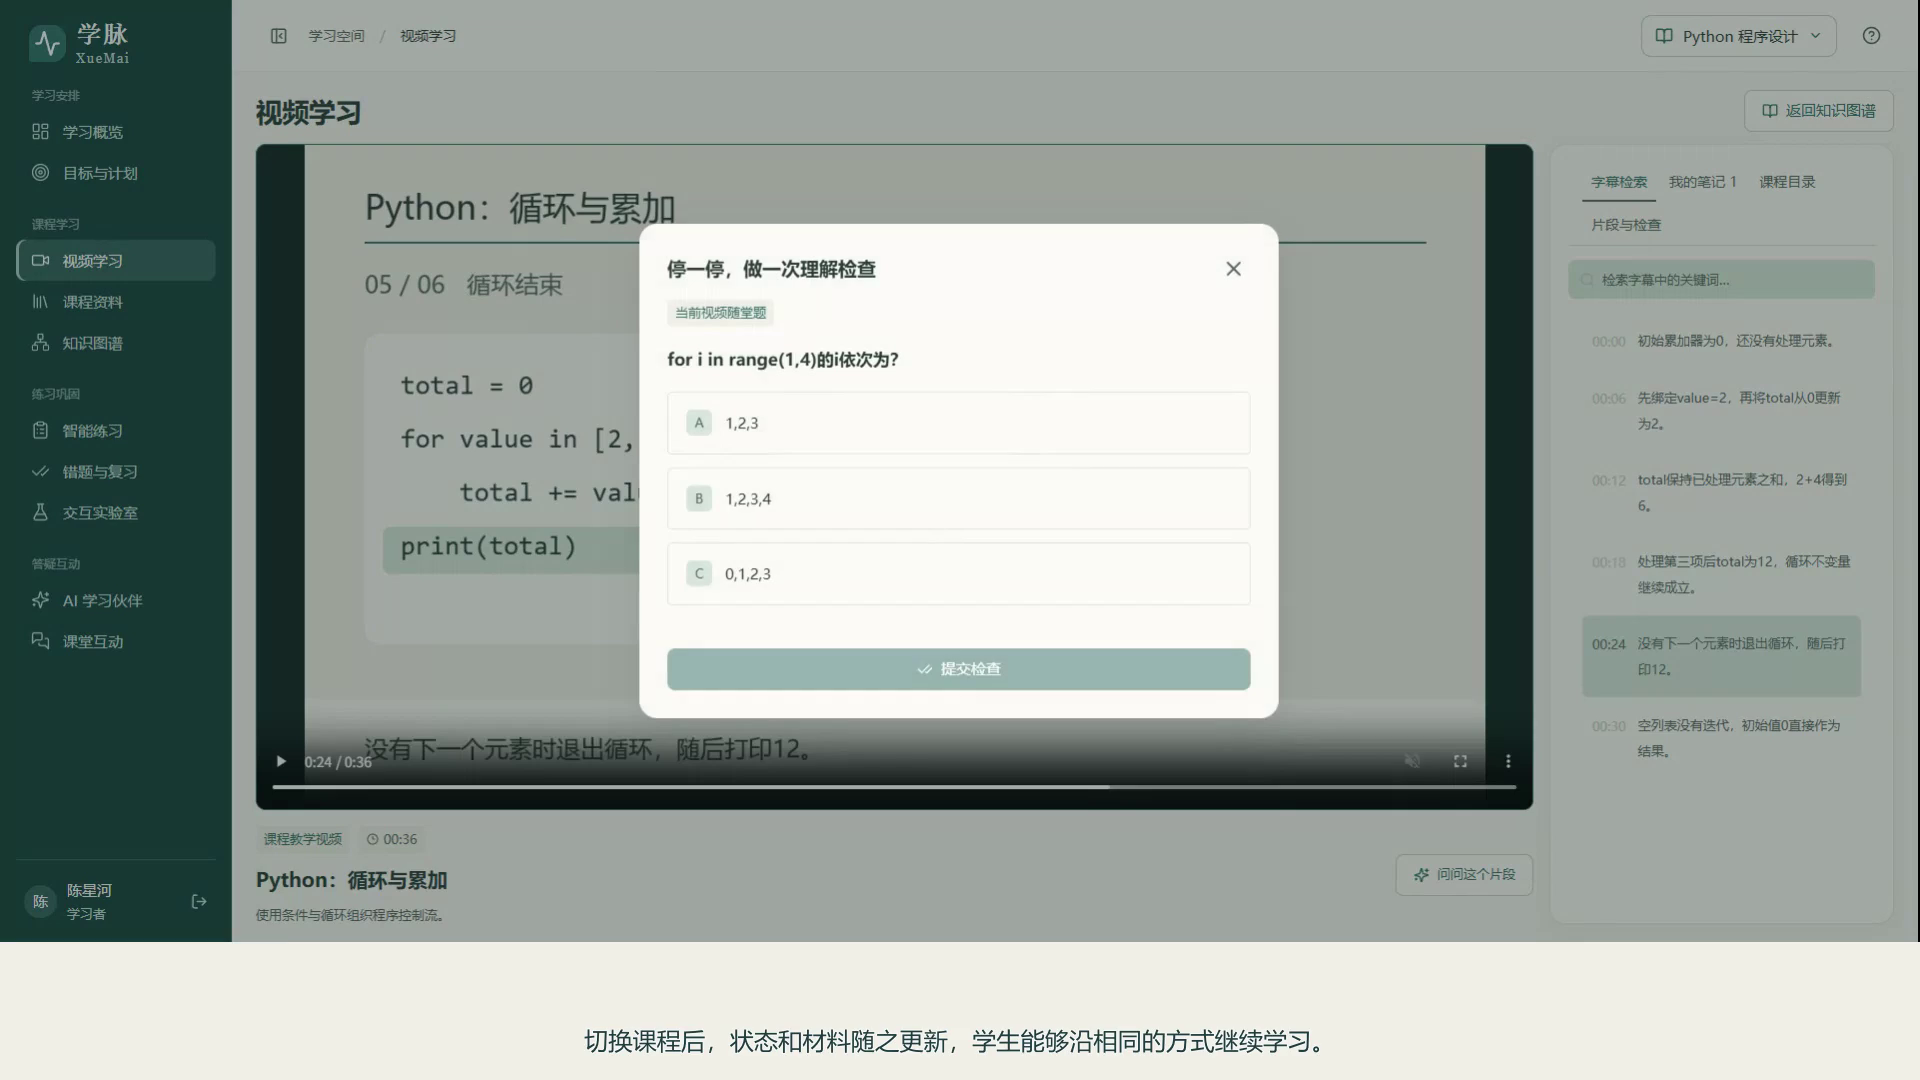 学脉
XueMai
学习安排
学习概览
目标与计划
课程学习
视频学习
课程资料
知识图谱
练习巩固
智能练习
错题与复习
交互实验室
答疑互动
AI 学习伙伴
课堂互动
陈
陈星河
学习者
学习空间 / 视频学习
Python 程序设计
视频学习
返回知识图谱
Python：循环与累加
05 / 06 循环结束
total = 0
for value in [2,
total += valu
print(total)
没有下一个元素时退出循环，随后打印12。
0:24 / 0:36
停一停，做一次理解检查
当前视频随堂题
for i in range(1,4)的i依次为?
A 1,2,3
B 1,2,3,4
C 0,1,2,3
提交检查
课程教学视频 00:36
Python：循环与累加
使用条件与循环组织程序控制流。
问问这个片段
字幕检索 我的笔记 1 课程目录
片段与检查
检索字幕中的关键词...
00:00 初始累加器为0，还没有处理元素。
00:06 先绑定value=2，再将total从0更新
为2。
00:12 total保持已处理元素之和，2+4得到
6。
00:18 处理第三项后total为12，循环不变量
继续成立。
00:24 没有下一个元素时退出循环，随后打
印12。
00:30 空列表没有迭代，初始值0直接作为
结果。
切换课程后，状态和材料随之更新，学生能够沿相同的方式继续学习。